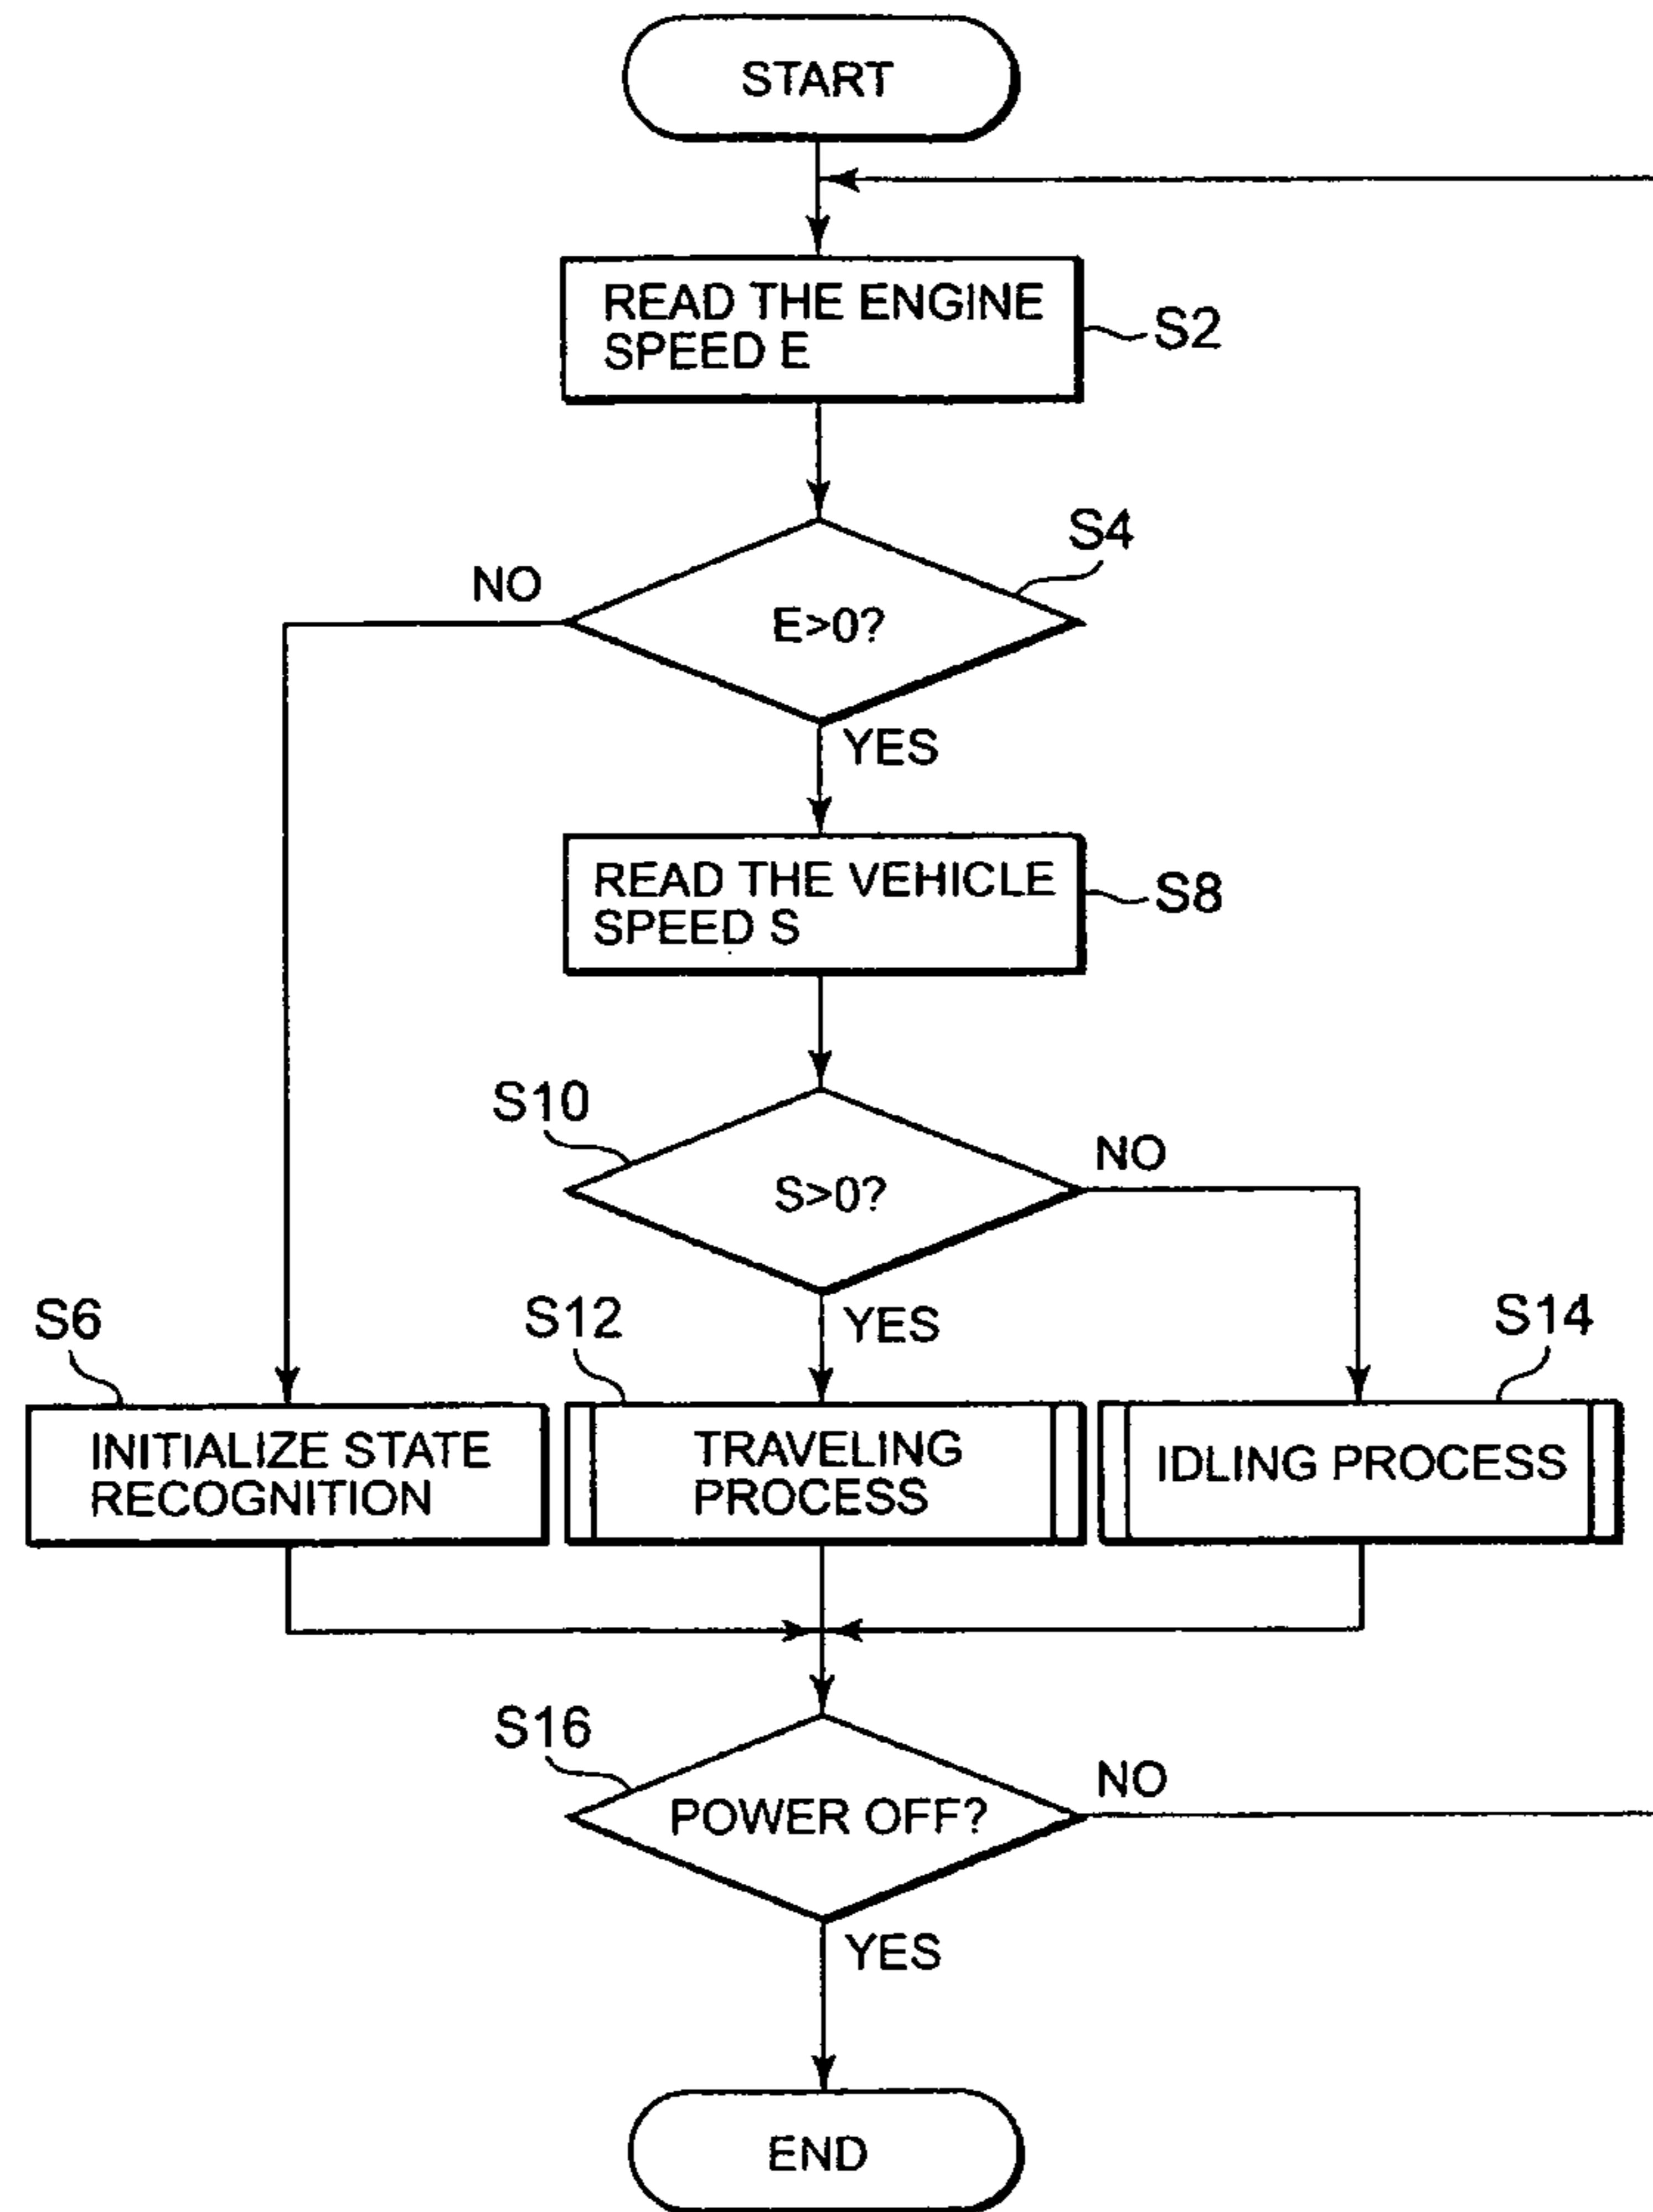 START
READ THE ENGINE
SPEED E
S2
S4
NO
E>0?
YES
READ THE VEHICLE
SPEED S
S8
S10
NO
S>0?
YES
S6
S12
S14
INITIALIZE STATE
RECOGNITION
TRAVELING
PROCESS
IDLING PROCESS
S16
NO
POWER OFF?
YES
END